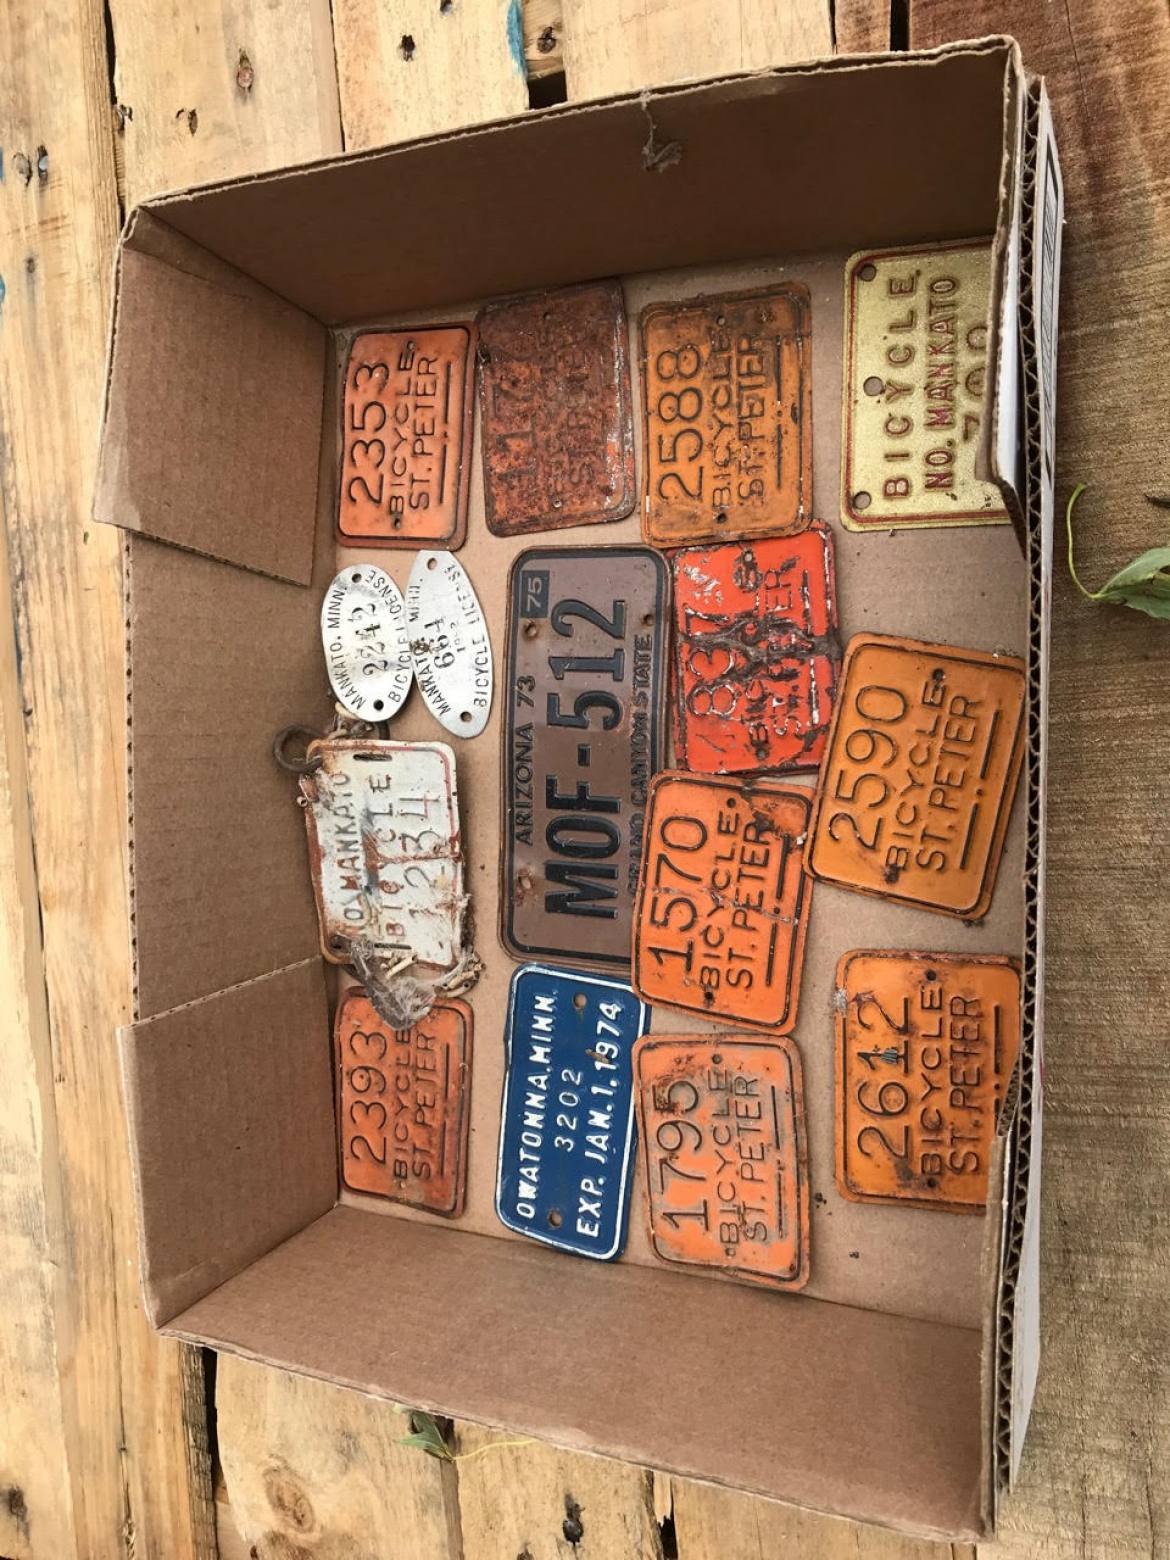 2353
BICYCLE
ST. PETER
2588
BICYCLE
ST. PETER
BICYCLE
NO. MANKATO
MANKATO, MINN.
BICYCLE LICENSE
MANKATO MINN
BICYCLE LICENSE
75
ARIZONA 73
MOF-512
GRAND CANYON STATE
2590
BICYCLE
ST. PETER
NO. MANKATO
BICYCLE
1570
BICYCLE
ST. PETER
2393
BICYCLE
ST. PETER
OWATONNA, MINN.
3202
EXP. JAN. 1, 1974
1795
BICYCLE
ST. PETER
2612
BICYCLE
ST. PETER